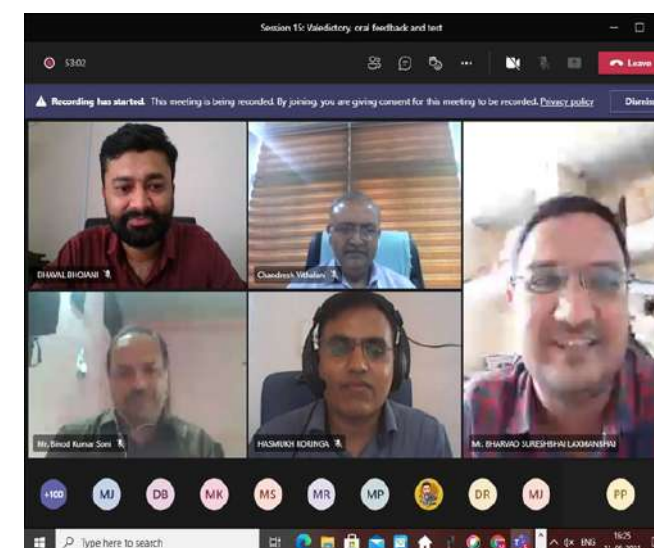 Session 15: Valedictory, oral feedback and test
53:02
Leave
Recording has started. This meeting is being recorded. By joining, you are giving consent for this meeting to be recorded. Privacy policy
Dismis
DHAVAL BHOJANI
Chandresh Vithalani
Mr. Binod Kumar Soni
HASMUKH KORINGA
Mr. BHARVAD SURESHBHAI LAXMANBHAI
+100 MJ DB MK MS MR MP DR MJ PP
Type here to search
ENG
16:25